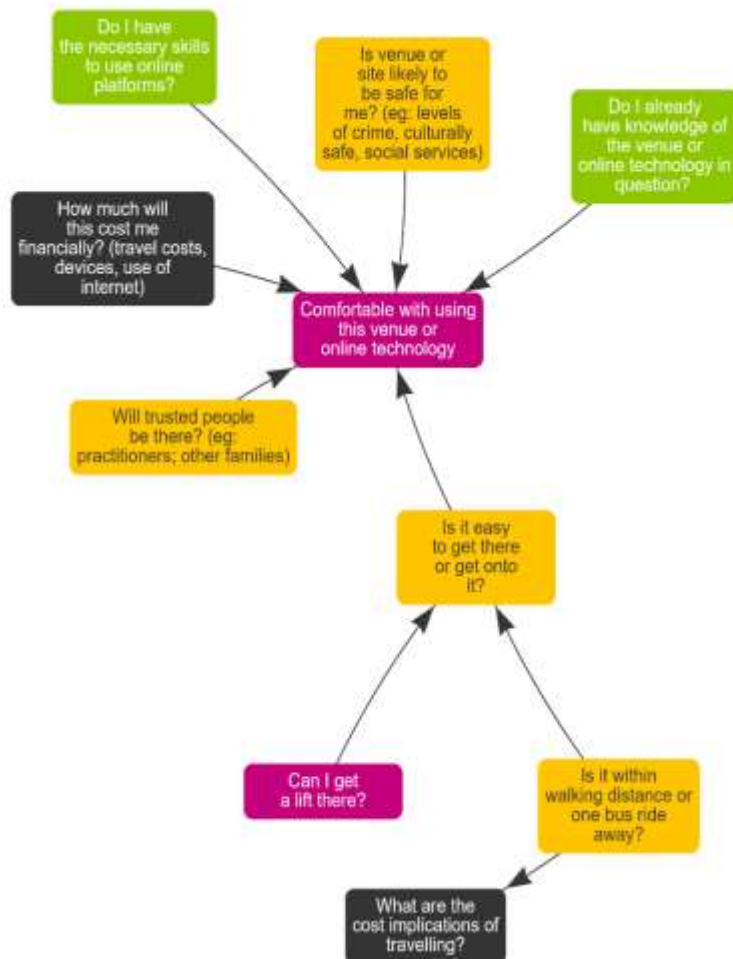 Do I have
the necessary skills
to use online
platforms?
Is venue or
site likely to
be safe for
me? (eg: levels
of crime, culturally
safe, social services)
Do I already
have knowledge of
the venue or
online technology in
question?
How much will
this cost me
financially? (travel costs,
devices, use of
internet)
Comfortable with using
this venue or
online technology
Will trusted people
be there? (eg:
practitioners; other families)
Is it easy
to get there
or get onto
it?
Can I get
a lift there?
Is it within
walking distance or
one bus ride
away?
What are the
cost implications of
travelling?